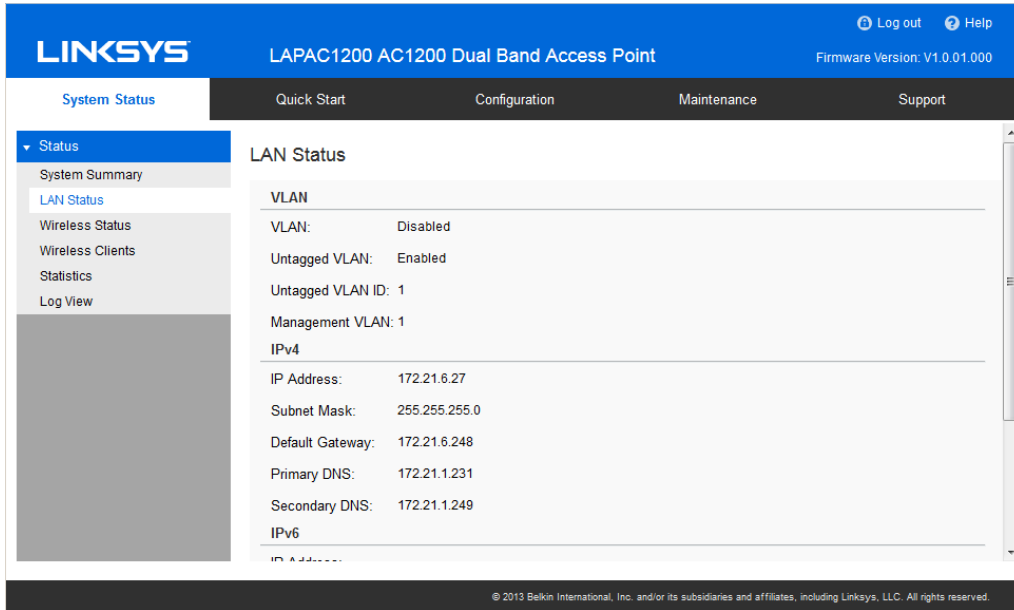 Log out Help
LINKSYS LAPAC1200 AC1200 Dual Band Access Point Firmware Version: V1.0.01.000
System Status Quick Start Configuration Maintenance Support
Status
System Summary
LAN Status
Wireless Status
Wireless Clients
Statistics
Log View
LAN Status
VLAN
VLAN: Disabled
Untagged VLAN: Enabled
Untagged VLAN ID: 1
Management VLAN: 1
IPv4
IP Address: 172.21.6.27
Subnet Mask: 255.255.255.0
Default Gateway: 172.21.6.248
Primary DNS: 172.21.1.231
Secondary DNS: 172.21.1.249
IPv6
IP Address:
© 2013 Belkin International, Inc. and/or its subsidiaries and affiliates, including Linksys, LLC. All rights reserved.